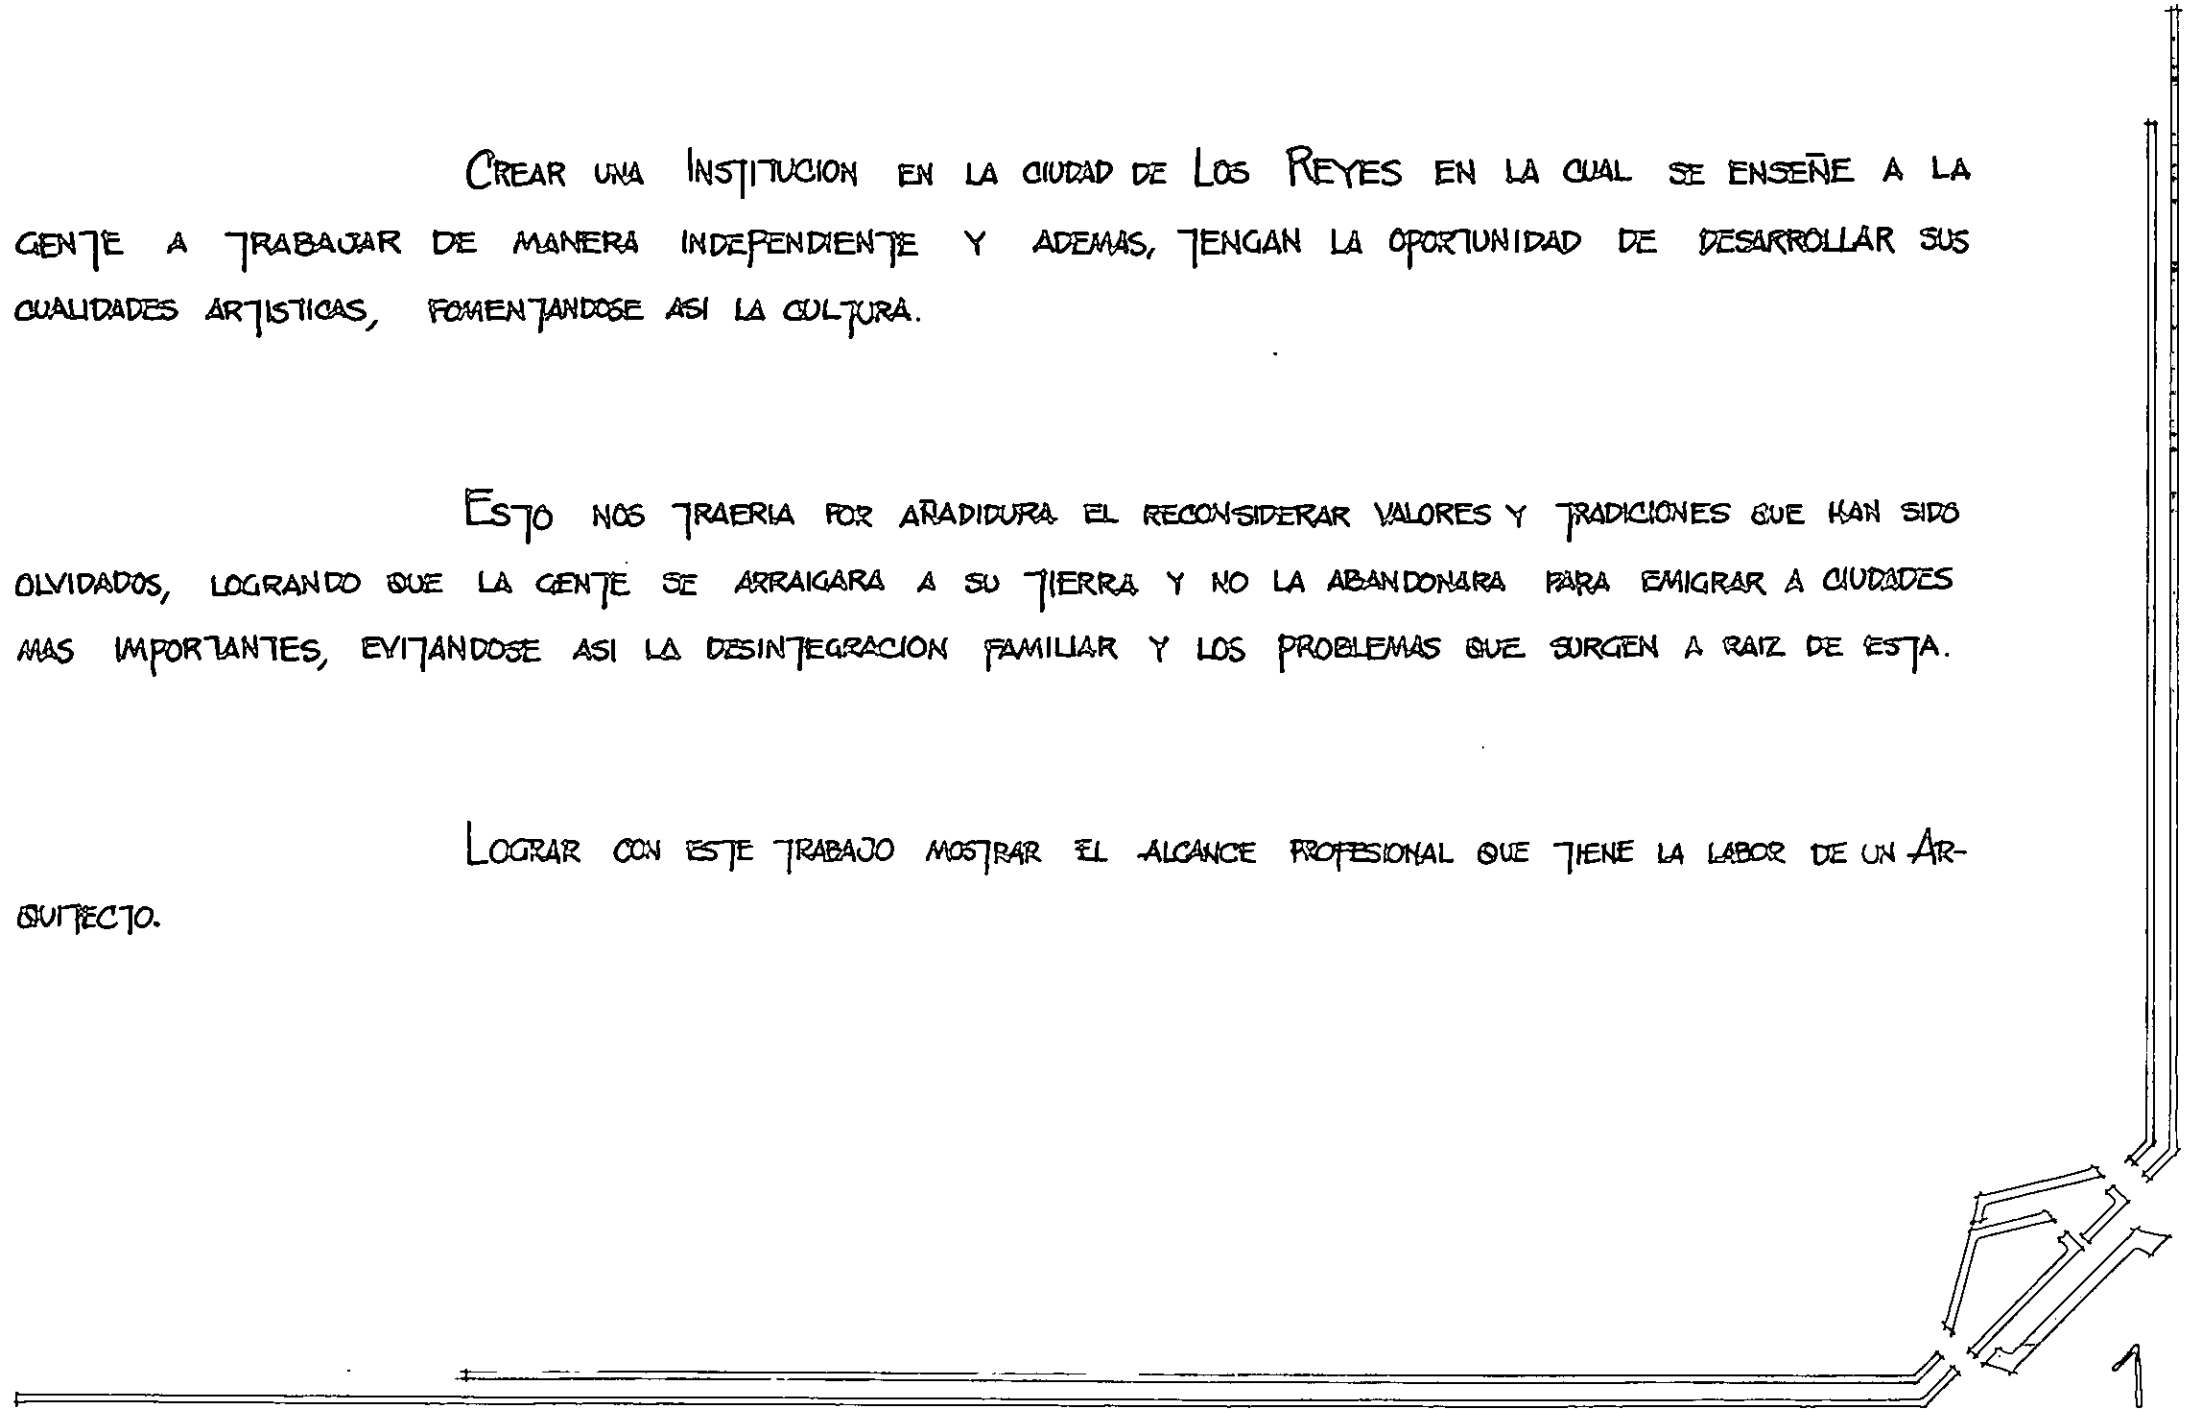 CREAR UNA INSTITUCION EN LA CIUDAD DE LOS REYES EN LA CUAL SE ENSEÑE A LA
GENTE A TRABAJAR DE MANERA INDEPENDIENTE Y ADEMAS, TENGAN LA OPORTUNIDAD DE DESARROLLAR SUS
CUALIDADES ARTISTICAS, FOMENTANDOSE ASI LA CULTURA.
ESTO NOS TRAERIA POR AÑADIDURA EL RECONSIDERAR VALORES Y TRADICIONES QUE HAN SIDO
OLVIDADOS, LOGRANDO QUE LA GENTE SE ARRAIGARA A SU TIERRA Y NO LA ABANDONARA PARA EMIGRAR A CIUDADES
MAS IMPORTANTES, EVITANDOSE ASI LA DESINTEGRACION FAMILIAR Y LOS PROBLEMAS QUE SURGEN A RAIZ DE ESTA.
LOGRAR CON ESTE TRABAJO MOSTRAR EL ALCANCE PROFESIONAL QUE TIENE LA LABOR DE UN AR-
QUITECTO.
1